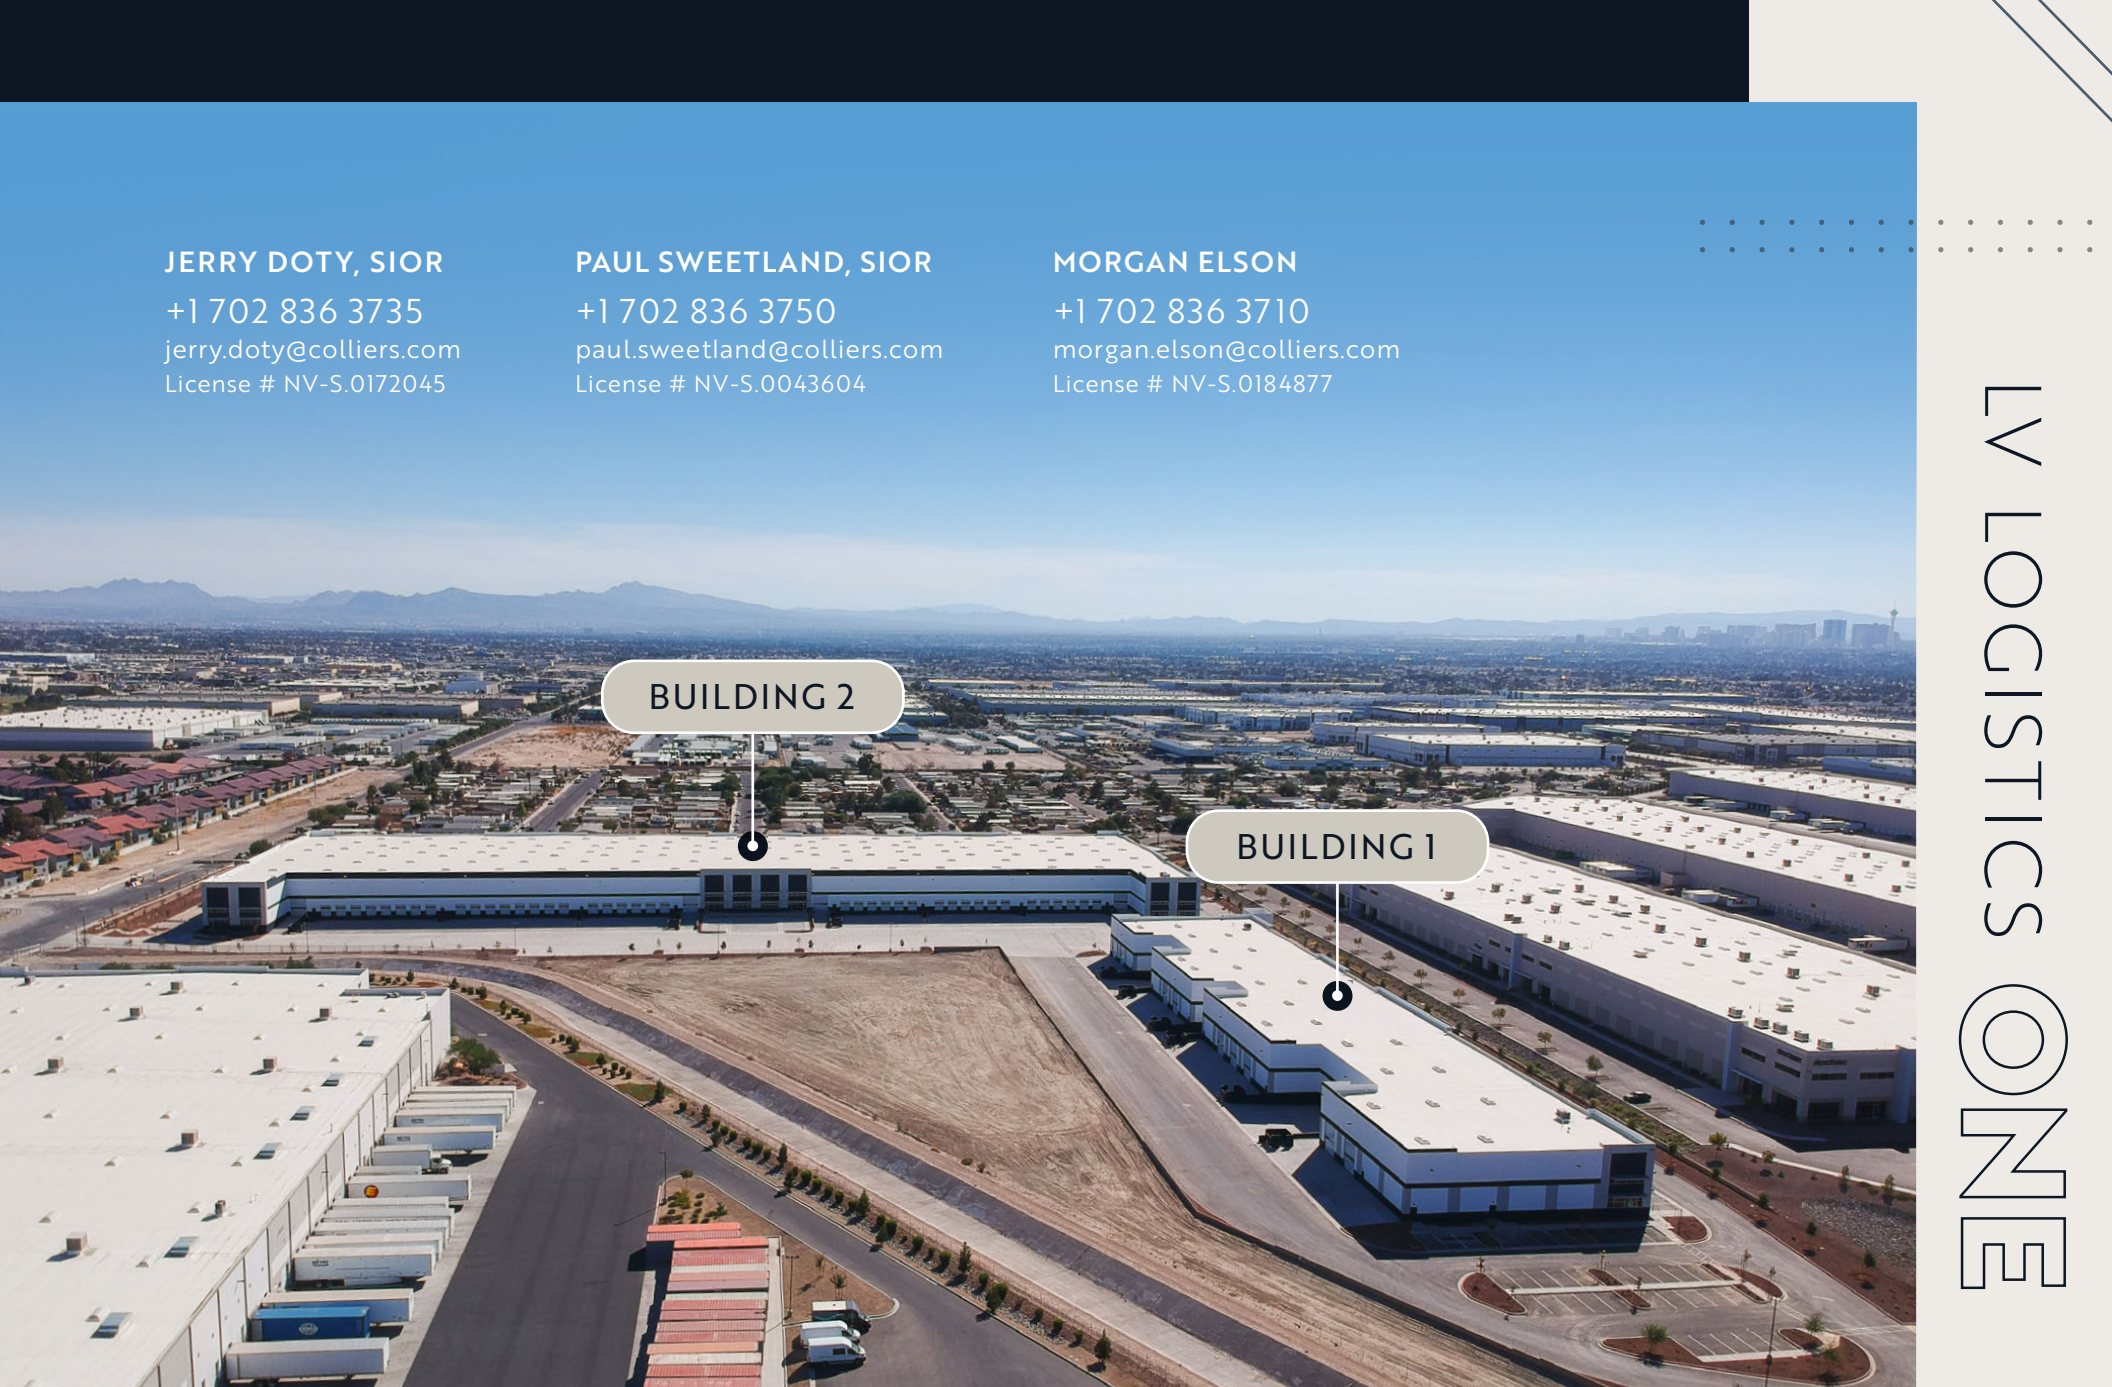 JERRY DOTY, SIOR
+1 702 836 3735
jerry.doty@colliers.com
License # NV-S.0172045
PAUL SWEETLAND, SIOR
+1 702 836 3750
paul.sweetland@colliers.com
License # NV-S.0043604
MORGAN ELSON
+1 702 836 3710
morgan.elson@colliers.com
License # NV-S.0184877
BUILDING 2
BUILDING 1
LV LOGISTICS ONE